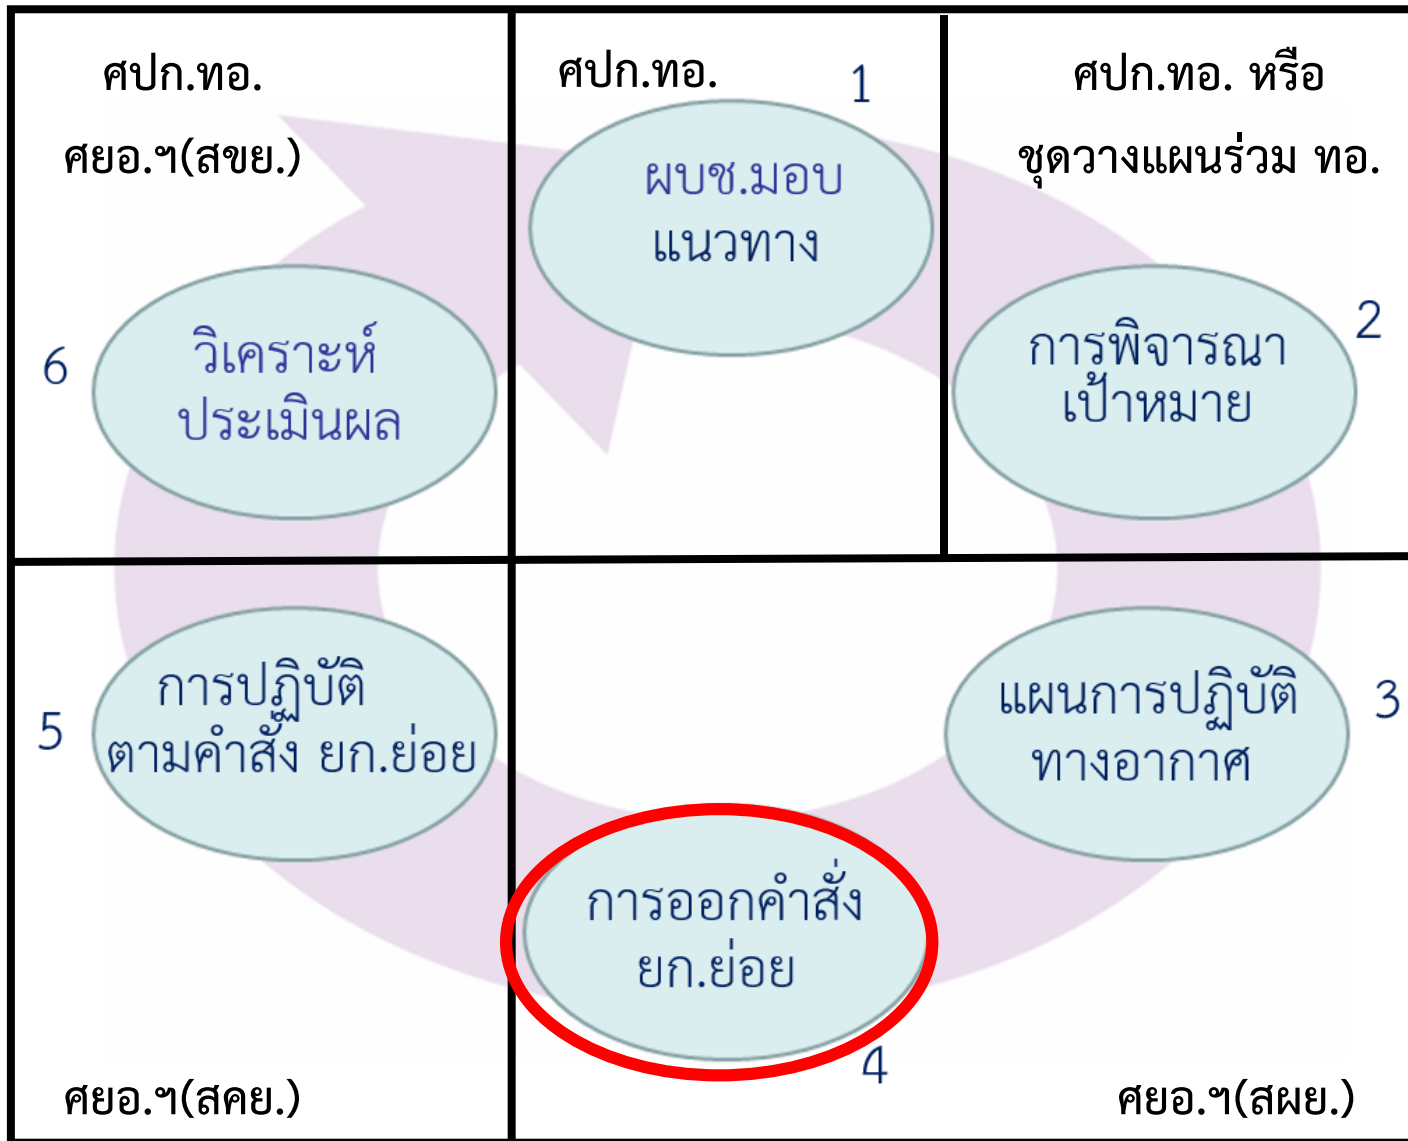 ศปก.ทอ.
ศยอ.ฯ(สขย.)
ศปก.ทอ.
1
ศปก.ทอ. หรือ
ชุดวางแผนร่วม ทอ.
ผบช.มอบ
แนวทาง
การพิจารณา
เป้าหมาย
2
6
วิเคราะห์
ประเมินผล
แผนการปฏิบัติ
ทางอากาศ
3
5
การปฏิบัติ
ตามคำสั่ง ยก.ย่อย
การออกคำสั่ง
ยก.ย่อย
4
ศยอ.ฯ(สคย.)
ศยอ.ฯ(สผย.)